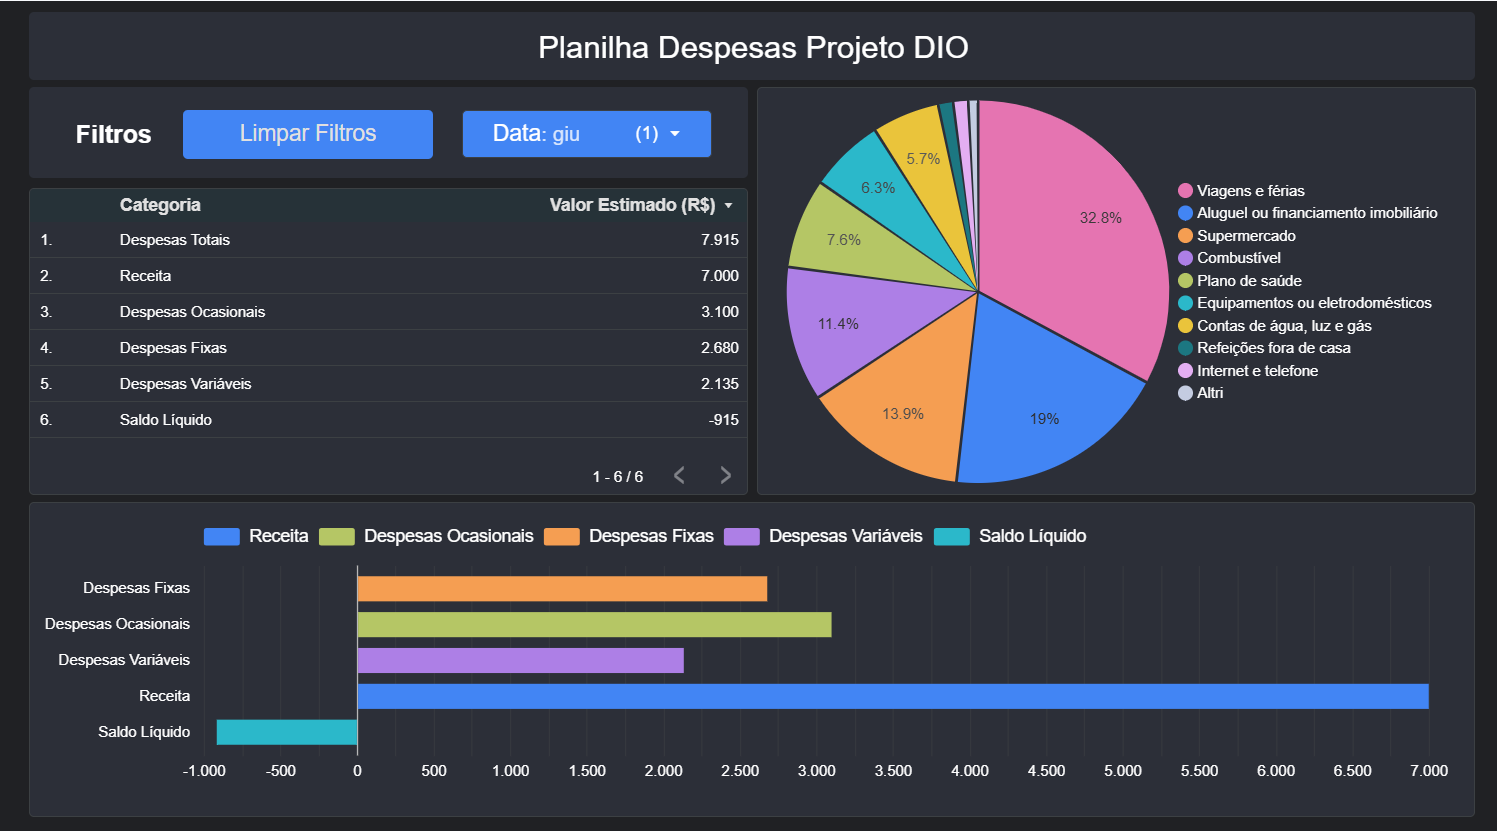 Planilha Despesas Projeto DIO
Filtros
Limpar Filtros
Data: giu (1)
Categoria Valor Estimado (R$)
1. Despesas Totais 7.915
2. Receita 7.000
3. Despesas Ocasionais 3.100
4. Despesas Fixas 2.680
5. Despesas Variáveis 2.135
6. Saldo Líquido -915
1 - 6 / 6
32.8%
19%
13.9%
11.4%
7.6%
6.3%
5.7%
Viagens e férias
Aluguel ou financiamento imobiliário
Supermercado
Combustível
Plano de saúde
Equipamentos ou eletrodomésticos
Contas de água, luz e gás
Refeições fora de casa
Internet e telefone
Altri
Receita Despesas Ocasionais Despesas Fixas Despesas Variáveis Saldo Líquido
Despesas Fixas
Despesas Ocasionais
Despesas Variáveis
Receita
Saldo Líquido
-1.000 -500 0 500 1.000 1.500 2.000 2.500 3.000 3.500 4.000 4.500 5.000 5.500 6.000 6.500 7.000